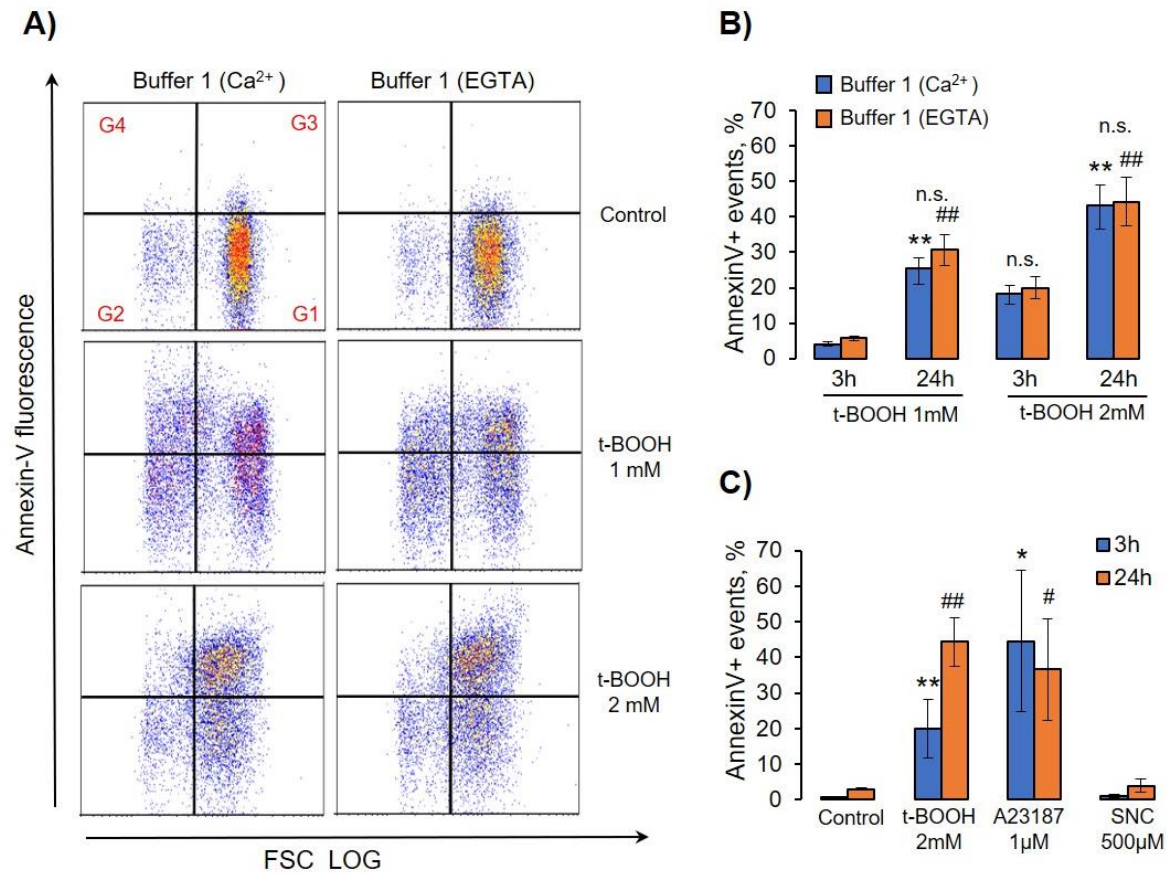 A)
Buffer 1 (Ca²⁺ )
Buffer 1 (EGTA)
G4
G3
G2
G1
Control
t-BOOH
1 mM
t-BOOH
2 mM
Annexin-V fluorescence
FSC LOG
B)
Buffer 1 (Ca²⁺ )
Buffer 1 (EGTA)
AnnexinV+ events, %
70
60
50
40
30
20
10
0
n.s.
** ##
n.s.
n.s.
** ##
3h 24h 3h 24h
t-BOOH 1mM t-BOOH 2mM
C)
3h
24h
AnnexinV+ events, %
70
60
50
40
30
20
10
0
** ## * #
Control t-BOOH A23187 SNC
2mM 1µM 500µM